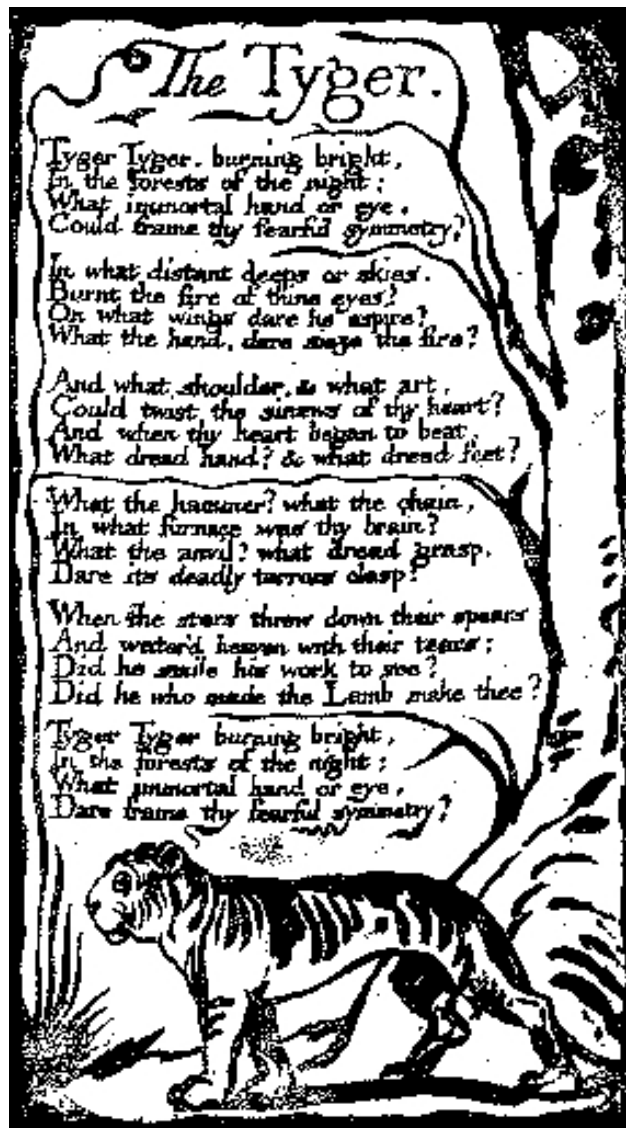 The Tyger.
Tyger Tyger. burning bright,
In the forests of the night;
What immortal hand or eye,
Could frame thy fearful symmetry?
In what distant deeps or skies.
Burnt the fire of thine eyes?
On what wings dare he aspire?
What the hand, dare sieze the fire?
And what shoulder, & what art,
Could twist the sinews of thy heart?
And when thy heart began to beat,
What dread hand? & what dread feet?
What the hammer? what the chain,
In what furnace was thy brain?
What the anvil? what dread grasp,
Dare its deadly terrors clasp?
When the stars threw down their spears
And water'd heaven with their tears:
Did he smile his work to see?
Did he who made the Lamb make thee?
Tyger Tyger burning bright,
In the forests of the night:
What immortal hand or eye,
Dare frame thy fearful symmetry?